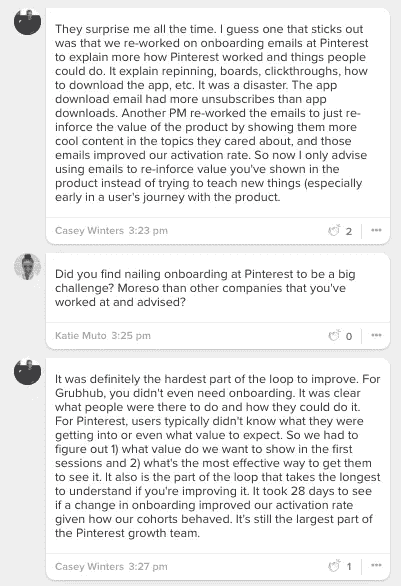 They surprise me all the time. I guess one that sticks out
was that we re-worked on onboarding emails at Pinterest
to explain more how Pinterest worked and things people
could do. It explain repinning, boards, clickthroughs, how
to download the app, etc. It was a disaster. The app
download email had more unsubscribes than app
downloads. Another PM re-worked the emails to just re-
inforce the value of the product by showing them more
cool content in the topics they cared about, and those
emails improved our activation rate. So now I only advise
using emails to re-inforce value you've shown in the
product instead of trying to teach new things (especially
early in a user's journey with the product.
Casey Winters 3:23 pm
2
Did you find nailing onboarding at Pinterest to be a big
challenge? Moreso than other companies that you've
worked at and advised?
Katie Muto 3:25 pm
0
It was definitely the hardest part of the loop to improve. For
Grubhub, you didn't even need onboarding. It was clear
what people were there to do and how they could do it.
For Pinterest, users typically didn't know what they were
getting into or even what value to expect. So we had to
figure out 1) what value do we want to show in the first
sessions and 2) what's the most effective way to get them
to see it. It also is the part of the loop that takes the longest
to understand if you're improving it. It took 28 days to see
if a change in onboarding improved our activation rate
given how our cohorts behaved. It's still the largest part of
the Pinterest growth team.
Casey Winters 3:27 pm
1